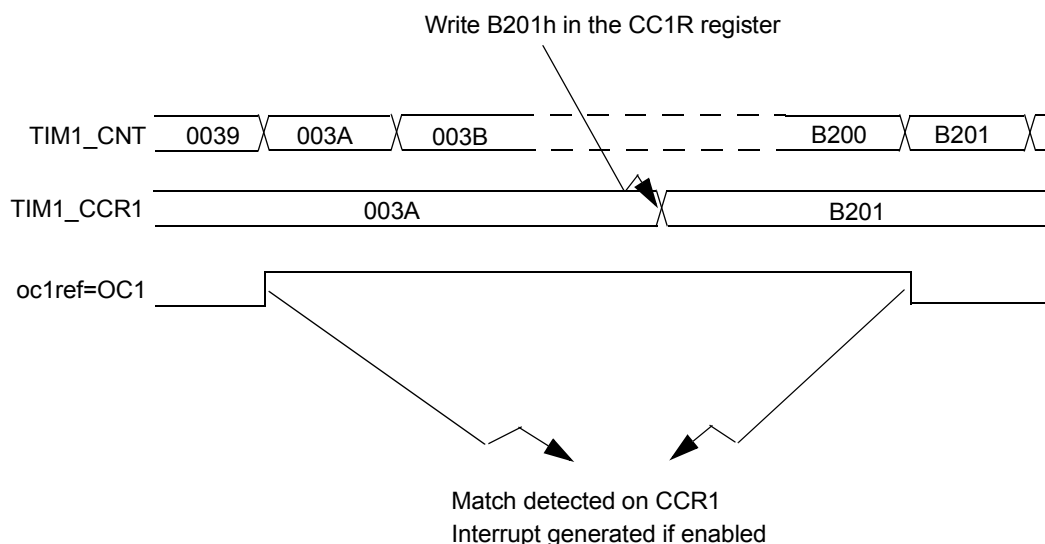 Write B201h in the CC1R register
TIM1_CNT 0039 003A 003B B200 B201
TIM1_CCR1 003A B201
oc1ref=OC1
Match detected on CCR1
Interrupt generated if enabled